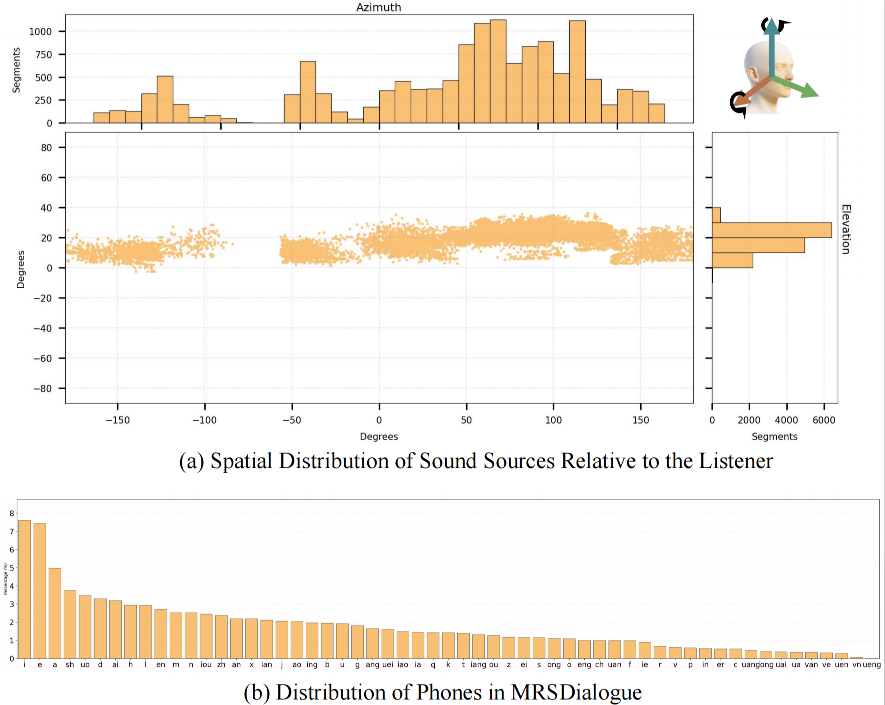 Azimuth
1000
750
500
250
0
Segments
80
60
40
20
0
−20
−40
−60
−80
Degrees
−150 −100 −50 0 50 100 150
Degrees
Elevation
0 2000 4000 6000
Segments
(a) Spatial Distribution of Sound Sources Relative to the Listener
8
7
6
5
4
3
2
1
0
Percentage (%)
i e a sh uo d ai h l en m n iou zh an x ian j ao ing b u g ang uei iao ia q k t iang ou z ei s ong o eng ch uan f ie r v p in er c uang iong uai ua van ve uen vn ueng
(b) Distribution of Phones in MRSDialogue